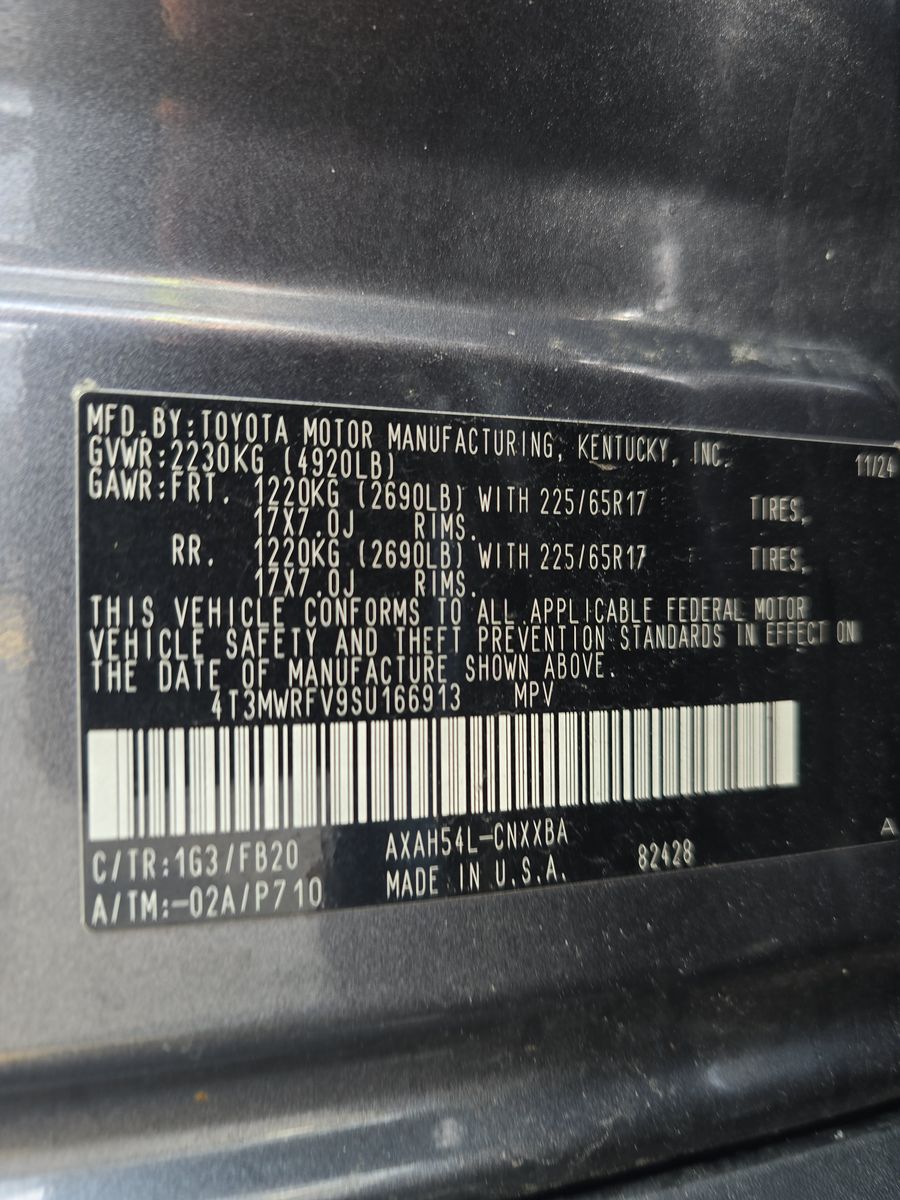 MFD.BY:TOYOTA MOTOR MANUFACTURING, KENTUCKY, INC. 11/24
GVWR:2230KG (4920LB)
GAWR:FRT. 1220KG (2690LB) WITH 225/65R17 TIRES,
17X7.0J RIMS.
RR. 1220KG (2690LB) WITH 225/65R17 TIRES,
17X7.0J RIMS.
THIS VEHICLE CONFORMS TO ALL APPLICABLE FEDERAL MOTOR
VEHICLE SAFETY AND THEFT PREVENTION STANDARDS IN EFFECT ON
THE DATE OF MANUFACTURE SHOWN ABOVE.
4T3MWRFV9SU166913 MPV
C/TR:1G3/FB20 AXAH54L-CNXXBA 82428 A
A/TM:-02A/P710 MADE IN U.S.A.